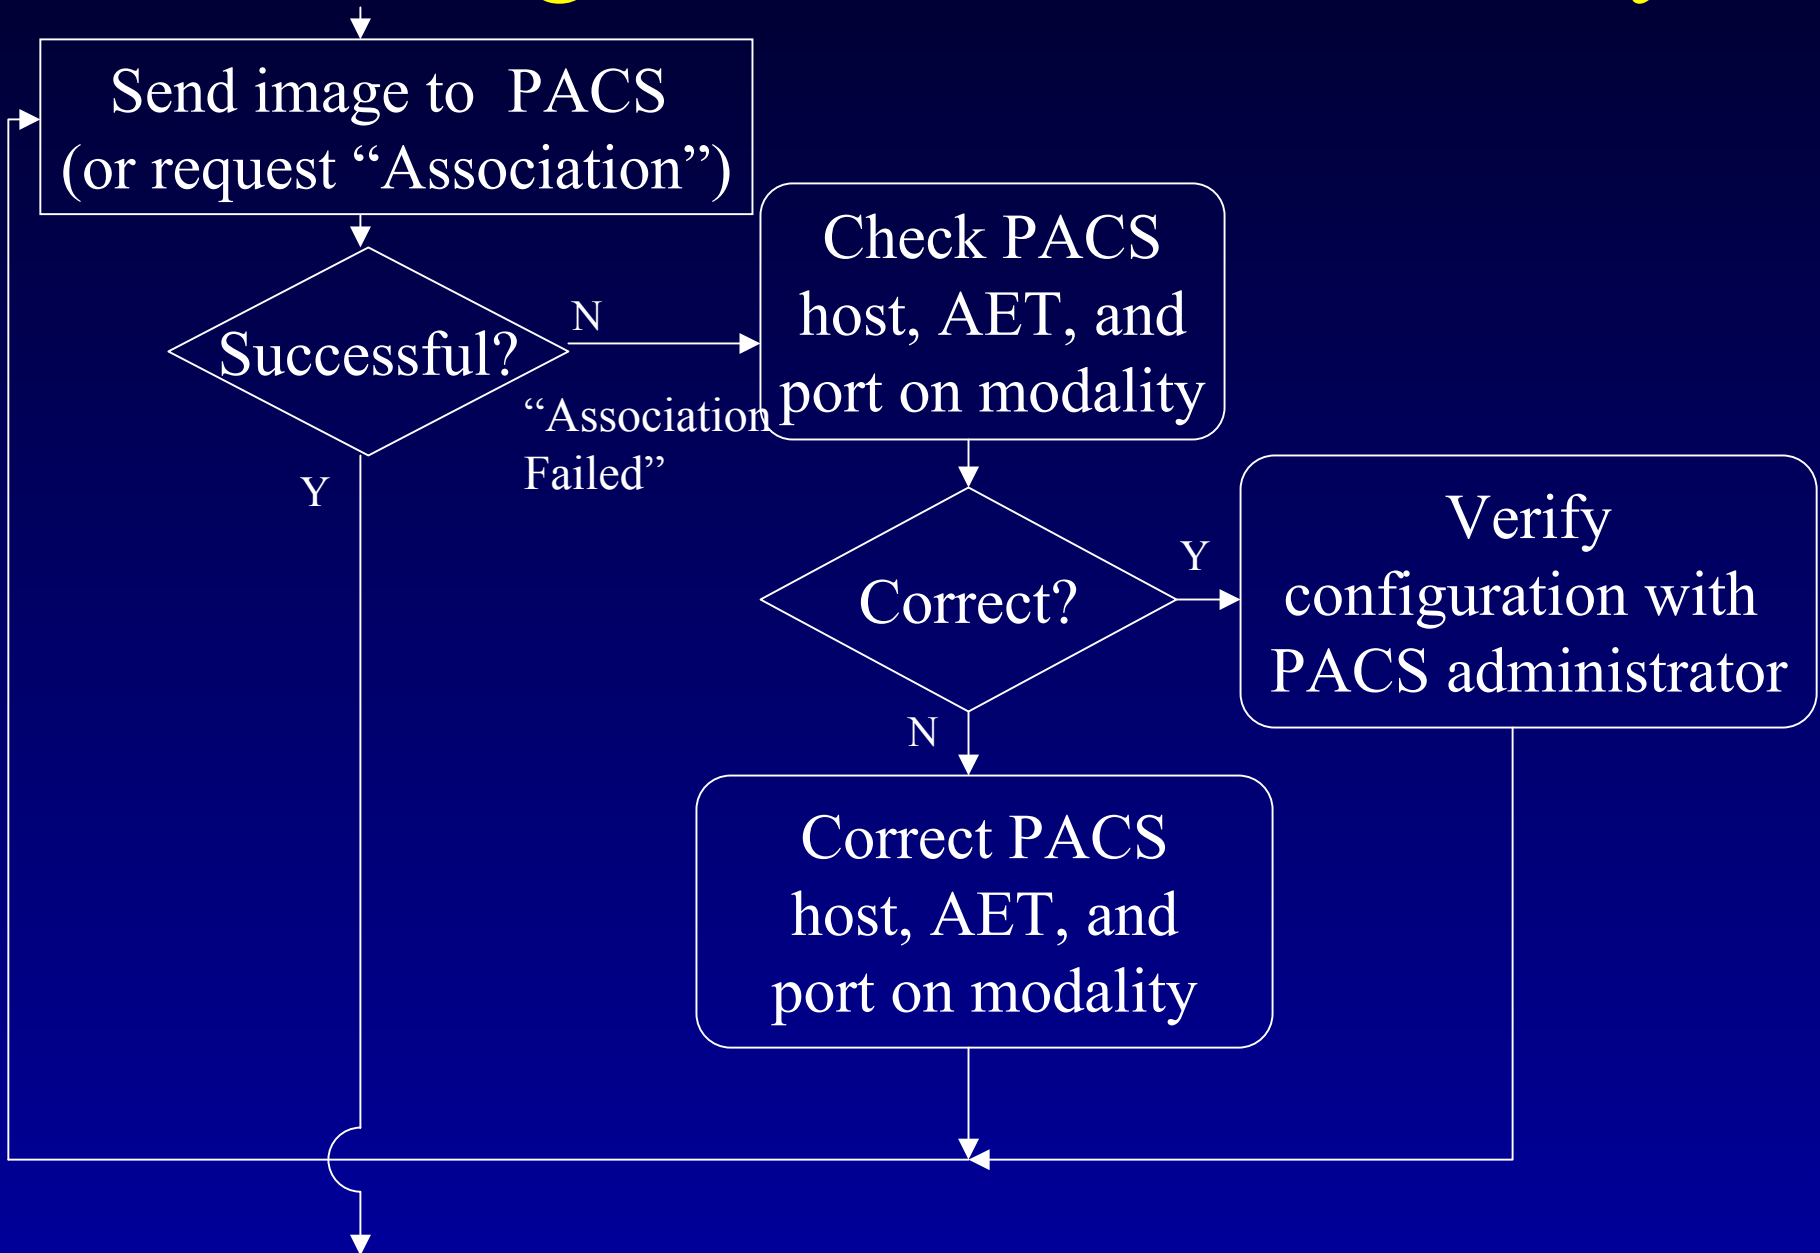 Send image to PACS
(or request “Association”)
Successful?
N
“Association
Failed”
Y
Check PACS
host, AET, and
port on modality
Correct?
Y
Verify
configuration with
PACS administrator
N
Correct PACS
host, AET, and
port on modality